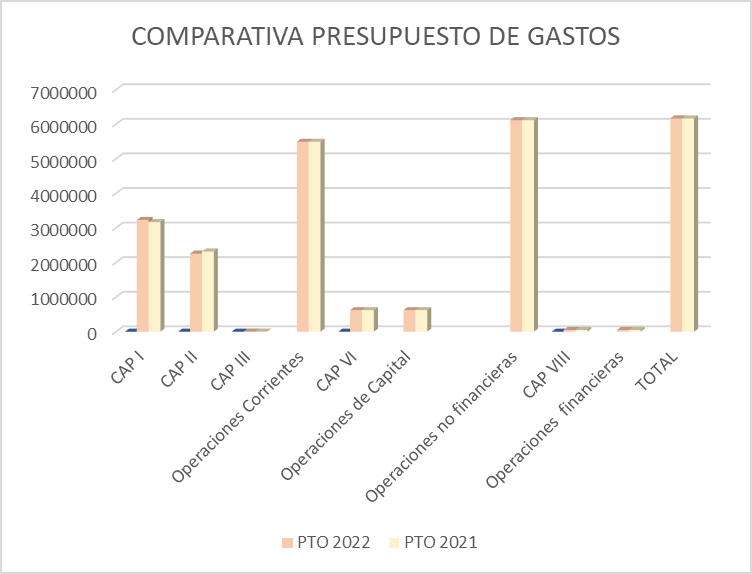 COMPARATIVA PRESUPUESTO DE GASTOS
7000000
6000000
5000000
4000000
3000000
2000000
1000000
0
CAP I
CAP II
CAP III
Operaciones Corrientes
CAP VI
Operaciones de Capital
Operaciones no financieras
CAP VIII
Operaciones financieras
TOTAL
PTO 2022
PTO 2021